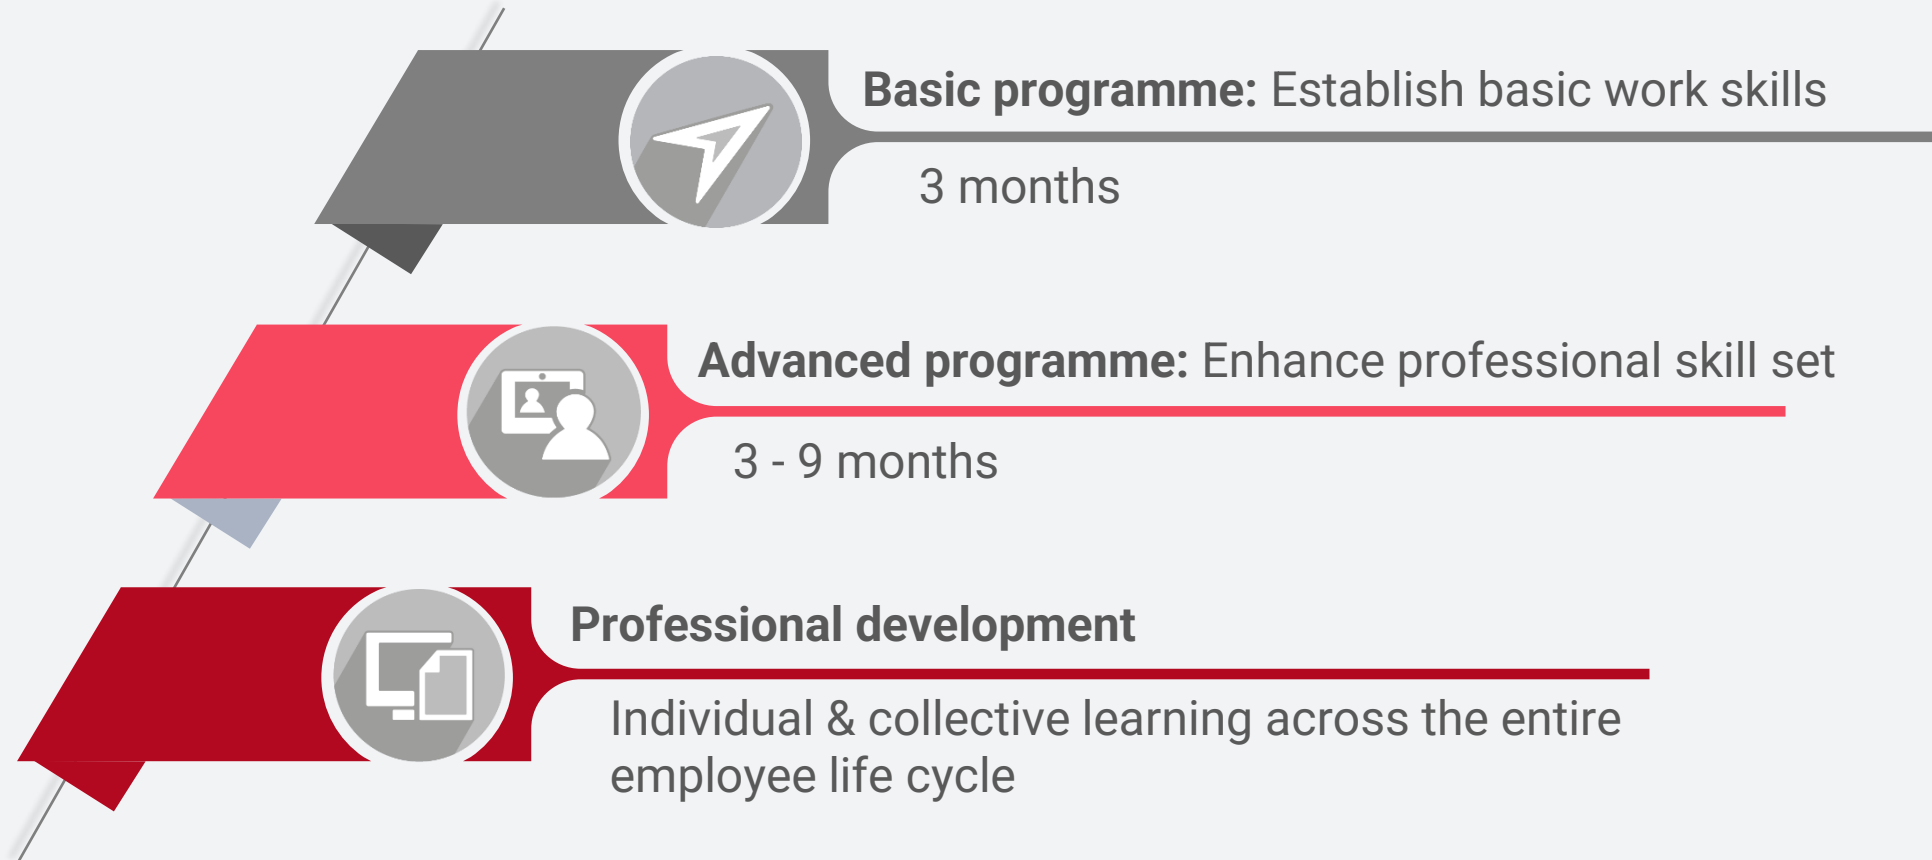 Basic programme: Establish basic work skills
3 months
Advanced programme: Enhance professional skill set
3 - 9 months
Professional development
Individual & collective learning across the entire
employee life cycle